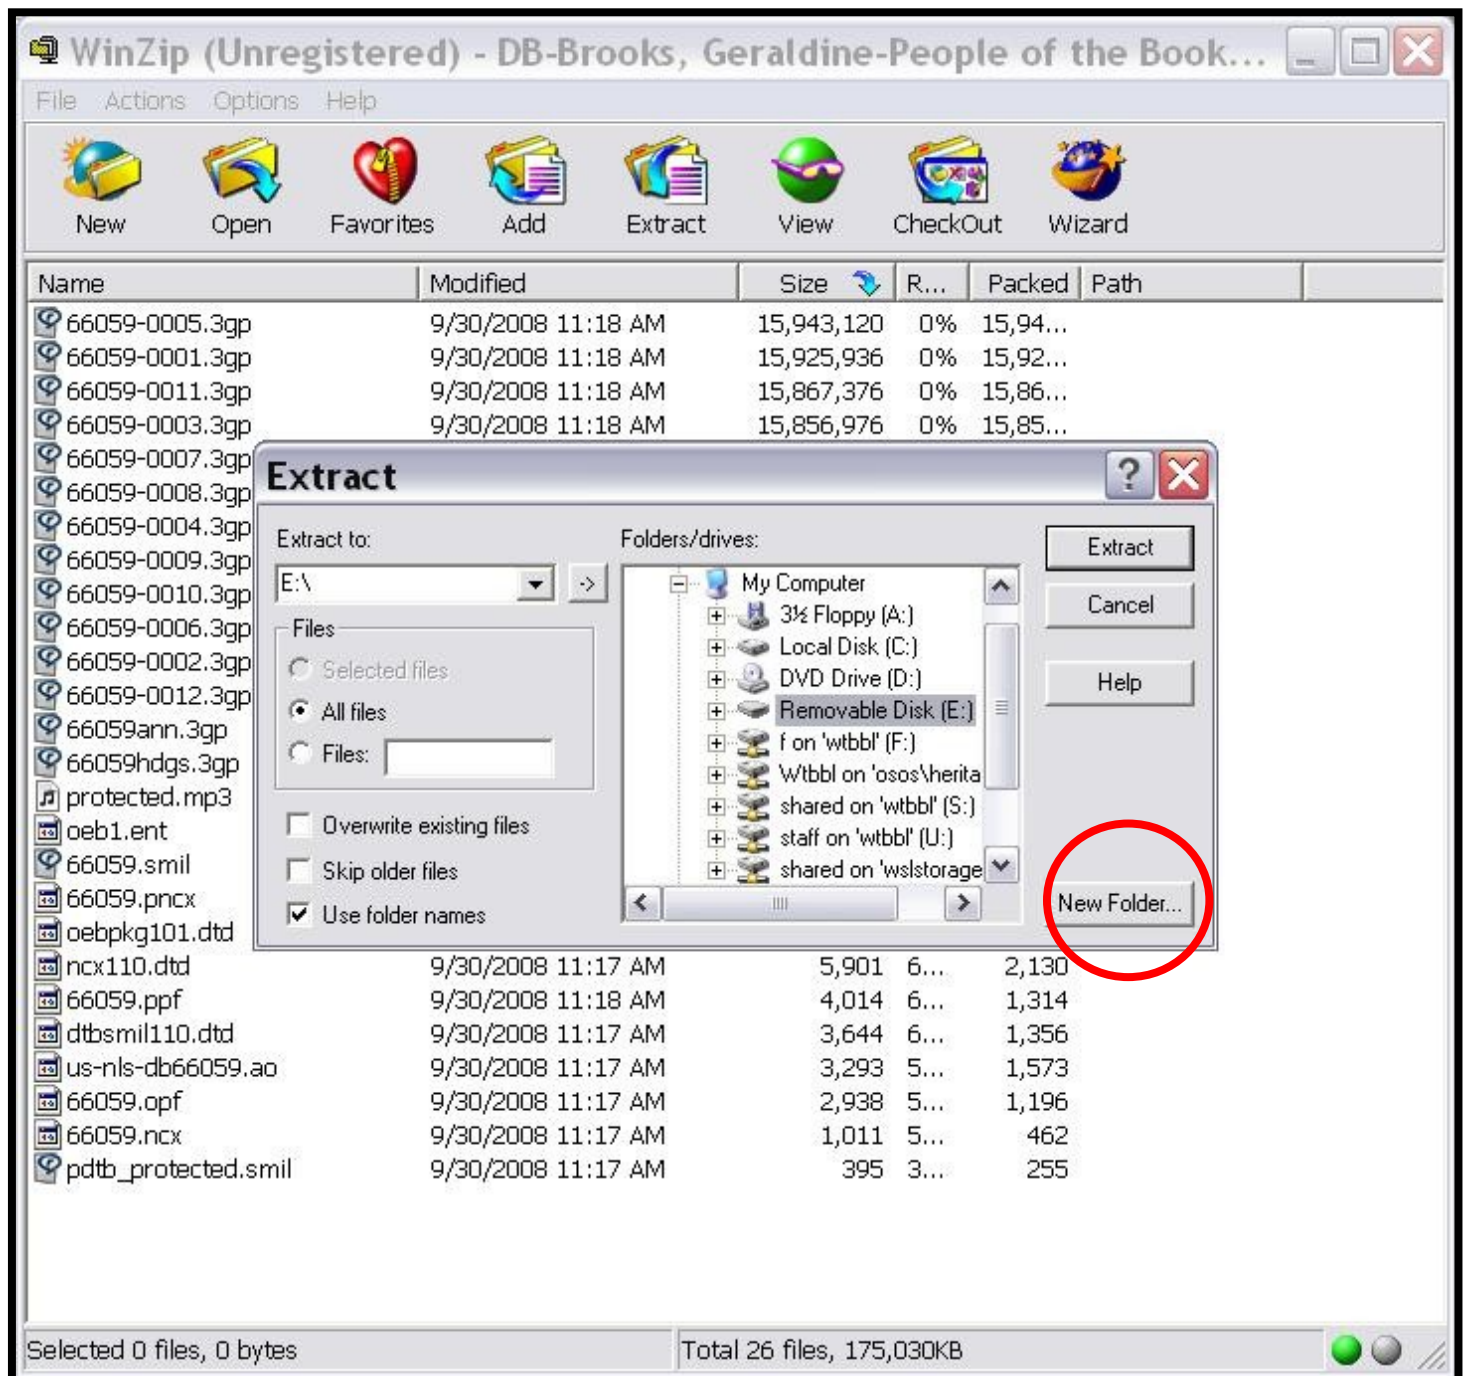 WinZip (Unregistered) - DB-Brooks, Geraldine-People of the Book...
File Actions Options Help
New Open Favorites Add Extract View CheckOut Wizard
Name Modified Size R... Packed Path
66059-0005.3gp 9/30/2008 11:18 AM 15,943,120 0% 15,94...
66059-0001.3gp 9/30/2008 11:18 AM 15,925,936 0% 15,92...
66059-0011.3gp 9/30/2008 11:18 AM 15,867,376 0% 15,86...
66059-0003.3gp 9/30/2008 11:18 AM 15,856,976 0% 15,85...
66059-0007.3gp
66059-0008.3gp
66059-0004.3gp
66059-0009.3gp
66059-0010.3gp
66059-0006.3gp
66059-0002.3gp
66059-0012.3gp
66059ann.3gp
66059hdgs.3gp
protected.mp3
oeb1.ent
66059.smil
66059.pncx
oebpkg101.dtd
ncx110.dtd 9/30/2008 11:17 AM 5,901 6... 2,130
66059.ppf 9/30/2008 11:18 AM 4,014 6... 1,314
dtbsmil110.dtd 9/30/2008 11:17 AM 3,644 6... 1,356
us-nls-db66059.ao 9/30/2008 11:17 AM 3,293 5... 1,573
66059.opf 9/30/2008 11:17 AM 2,938 5... 1,196
66059.ncx 9/30/2008 11:17 AM 1,011 5... 462
pdtb_protected.smil 9/30/2008 11:17 AM 395 3... 255
Extract
Extract to:
E:\
->
Files
Selected files
All files
Files:
Overwrite existing files
Skip older files
Use folder names
Folders/drives:
My Computer
3½ Floppy (A:)
Local Disk (C:)
DVD Drive (D:)
Removable Disk (E:)
f on 'wtbbl' (F:)
Wtbbl on 'osos\herita
shared on 'wtbbl' (S:)
staff on 'wtbbl' (U:)
shared on 'wslstorage
Extract
Cancel
Help
New Folder...
Selected 0 files, 0 bytes Total 26 files, 175,030KB